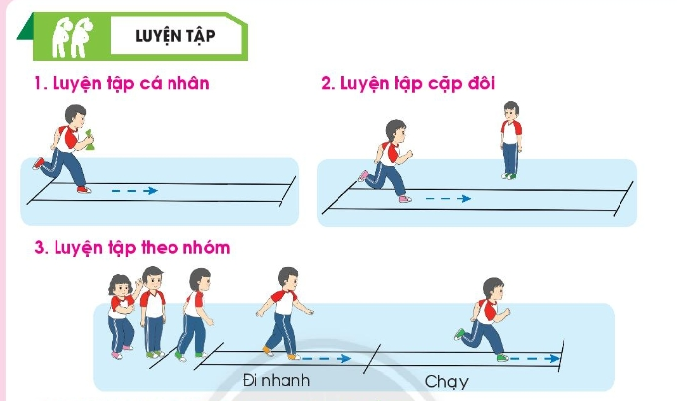 LUYỆN TẬP
1. Luyện tập cá nhân
2. Luyện tập cặp đôi
3. Luyện tập theo nhóm
Đi nhanh
Chạy